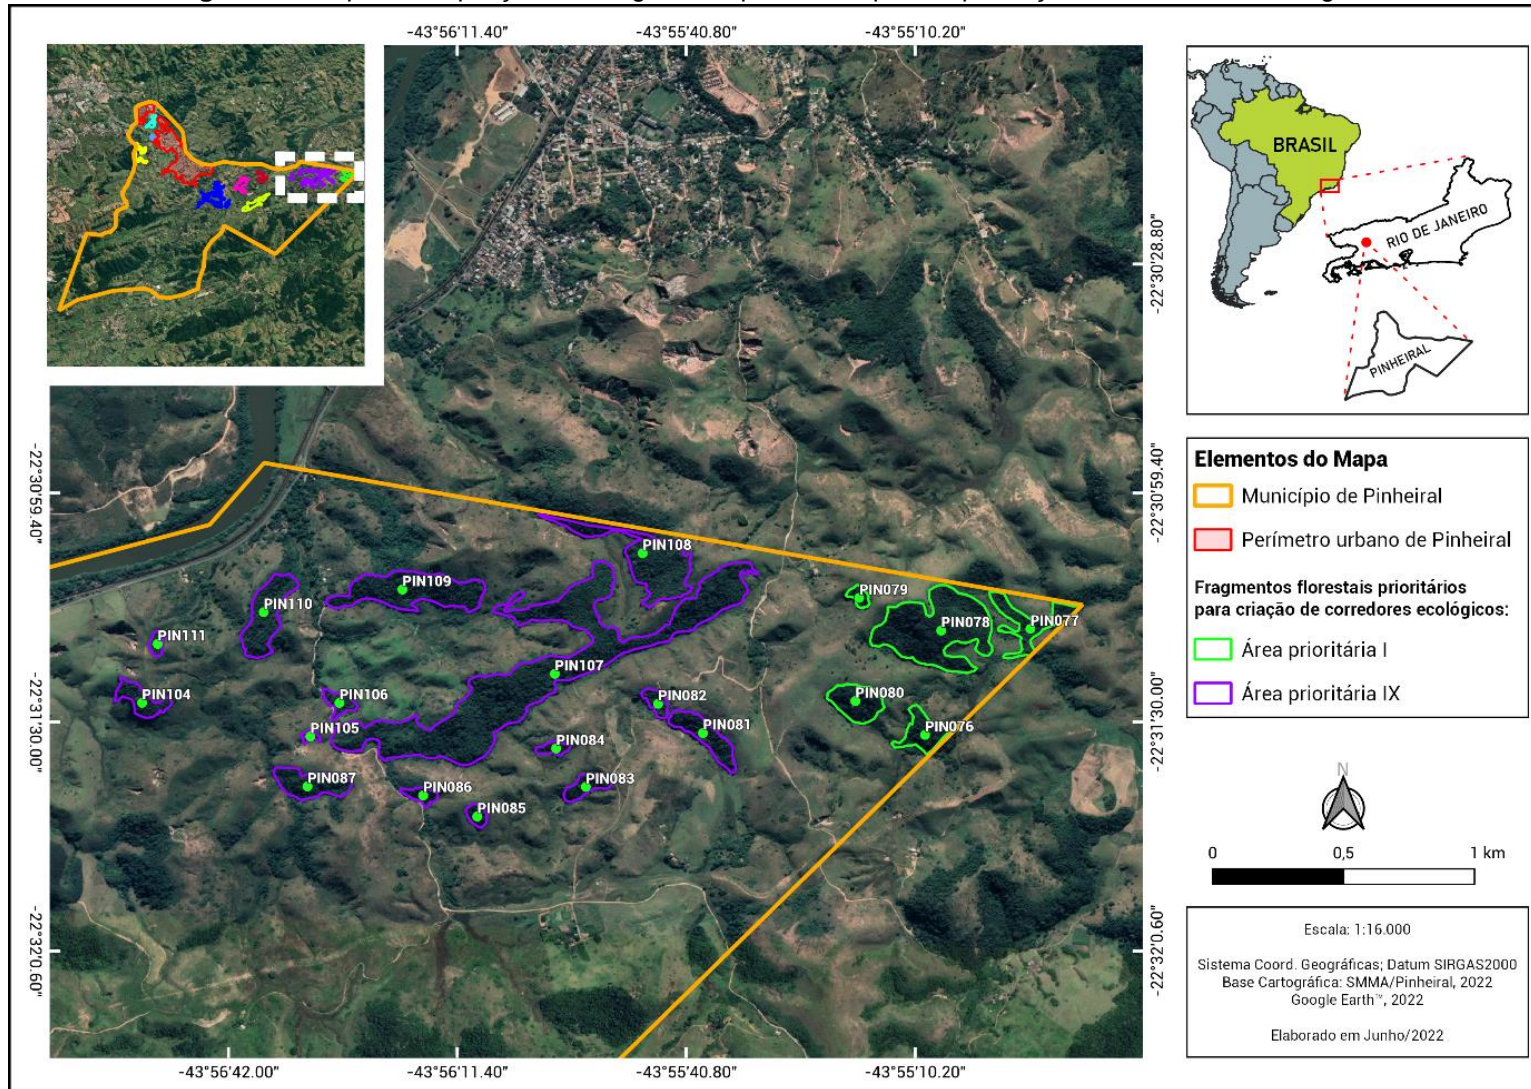 -43°56'11.40"
-43°55'40.80"
-43°55'10.20"
BRASIL
RIO DE JANEIRO
PINHEIRAL
-22°30'28.80"
-22°30'59.40"
-22°30'59.40"
-22°31'30.00"
-22°31'30.00"
-22°32'0.60"
-22°32'0.60"
PIN108
PIN109
PIN079
PIN110
PIN078
PIN077
PIN111
PIN107
PIN104
PIN106
PIN082
PIN080
PIN105
PIN081
PIN076
PIN084
PIN087
PIN086
PIN083
PIN085
Elementos do Mapa
Município de Pinheiral
Perímetro urbano de Pinheiral
Fragmentos florestais prioritários
para criação de corredores ecológicos:
Área prioritária I
Área prioritária IX
N
0 0,5 1 km
Escala: 1:16.000
Sistema Coord. Geográficas; Datum SIRGAS2000
Base Cartográfica: SMMA/Pinheiral, 2022
Google Earth™, 2022
Elaborado em Junho/2022
-43°56'42.00"
-43°56'11.40"
-43°55'40.80"
-43°55'10.20"